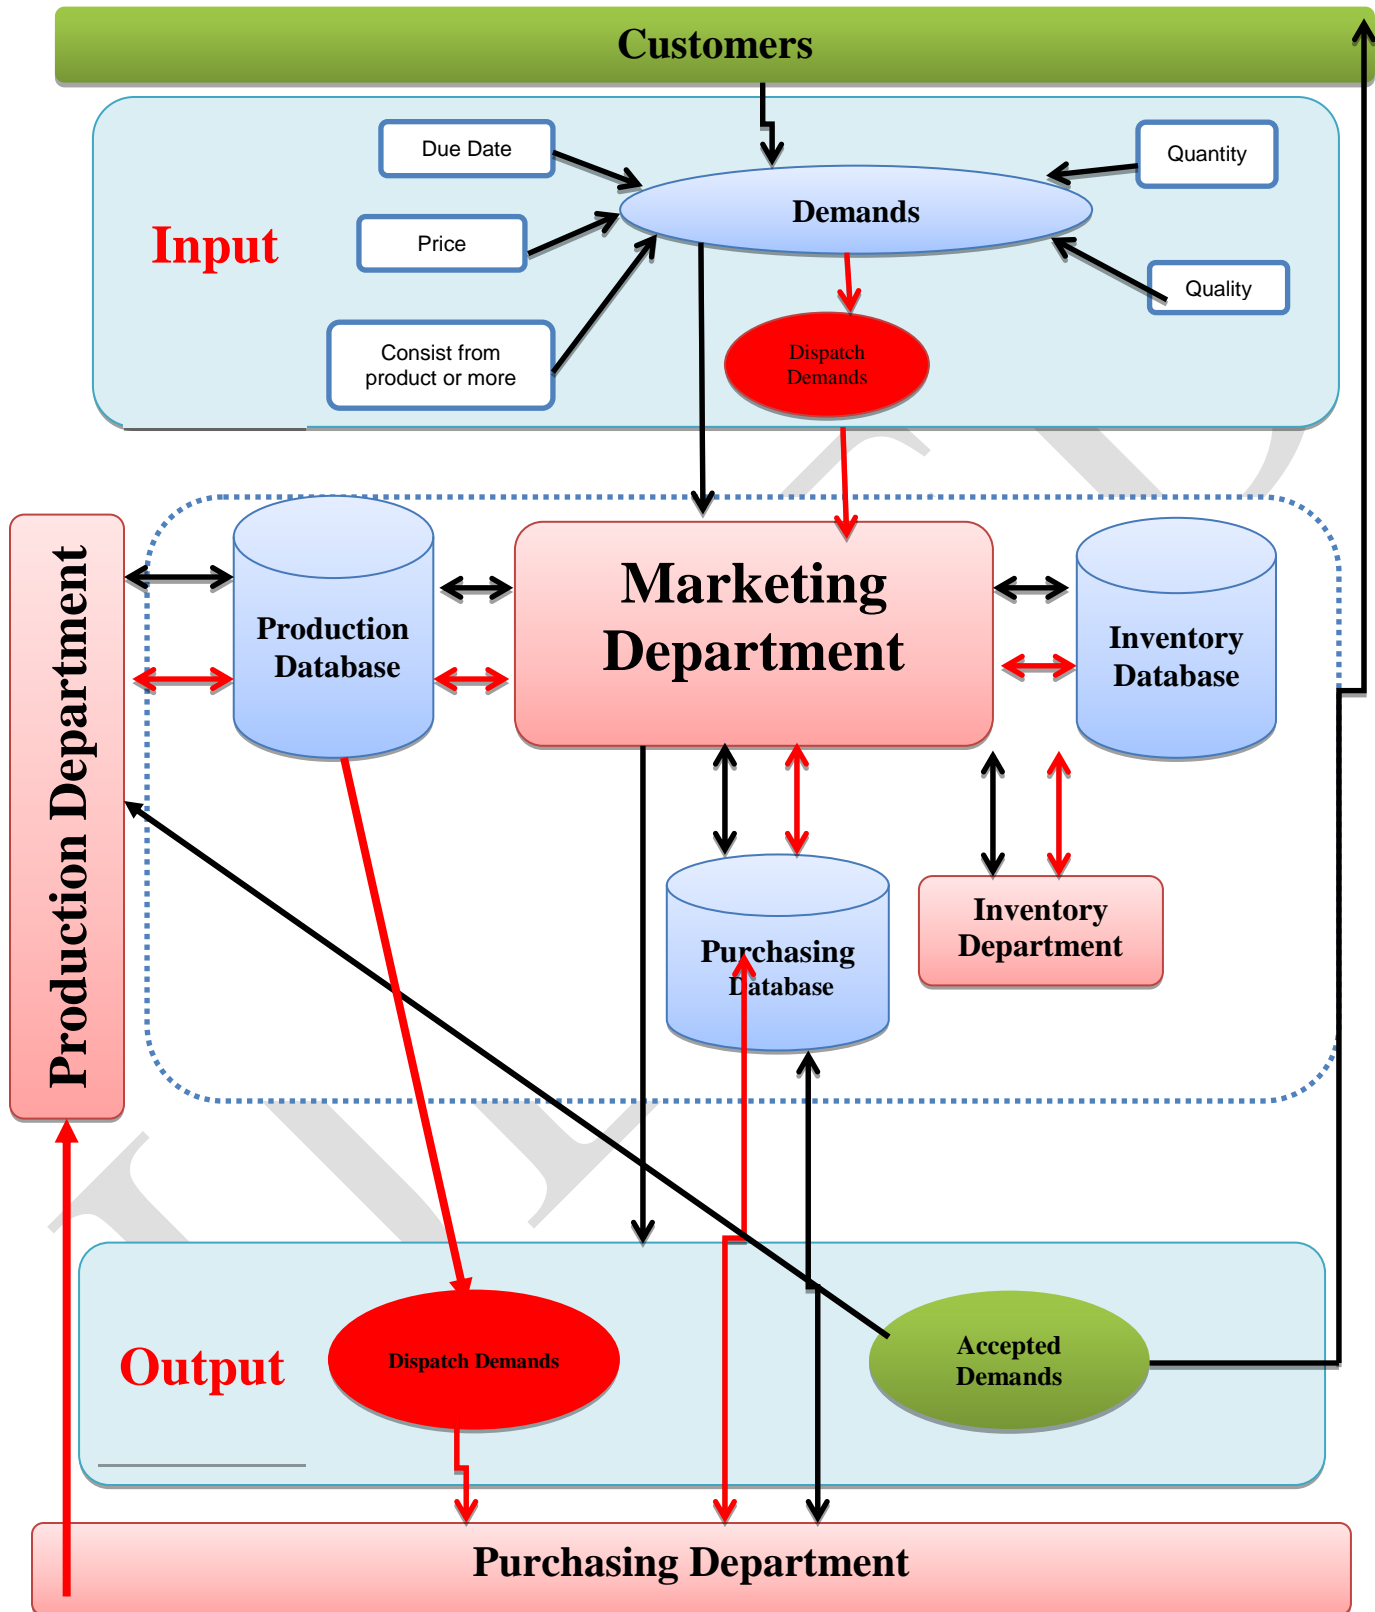 Customers
Due Date
Quantity
Demands
Input
Price
Quality
Consist from
product or more
Dispatch
Demands
Production Department
Production
Database
Marketing
Department
Inventory
Database
Purchasing
Database
Inventory
Department
Output
Dispatch Demands
Accepted
Demands
Purchasing Department